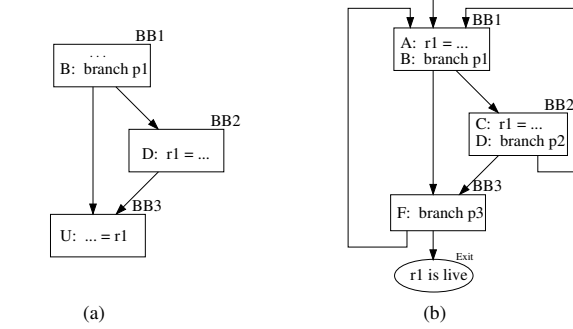 BB1
...
B: branch p1
BB2
D: r1 = ...
BB3
U: ... = r1
(a)
BB1
A: r1 = ...
B: branch p1
BB2
C: r1 = ...
D: branch p2
BB3
F: branch p3
Exit
r1 is live
(b)